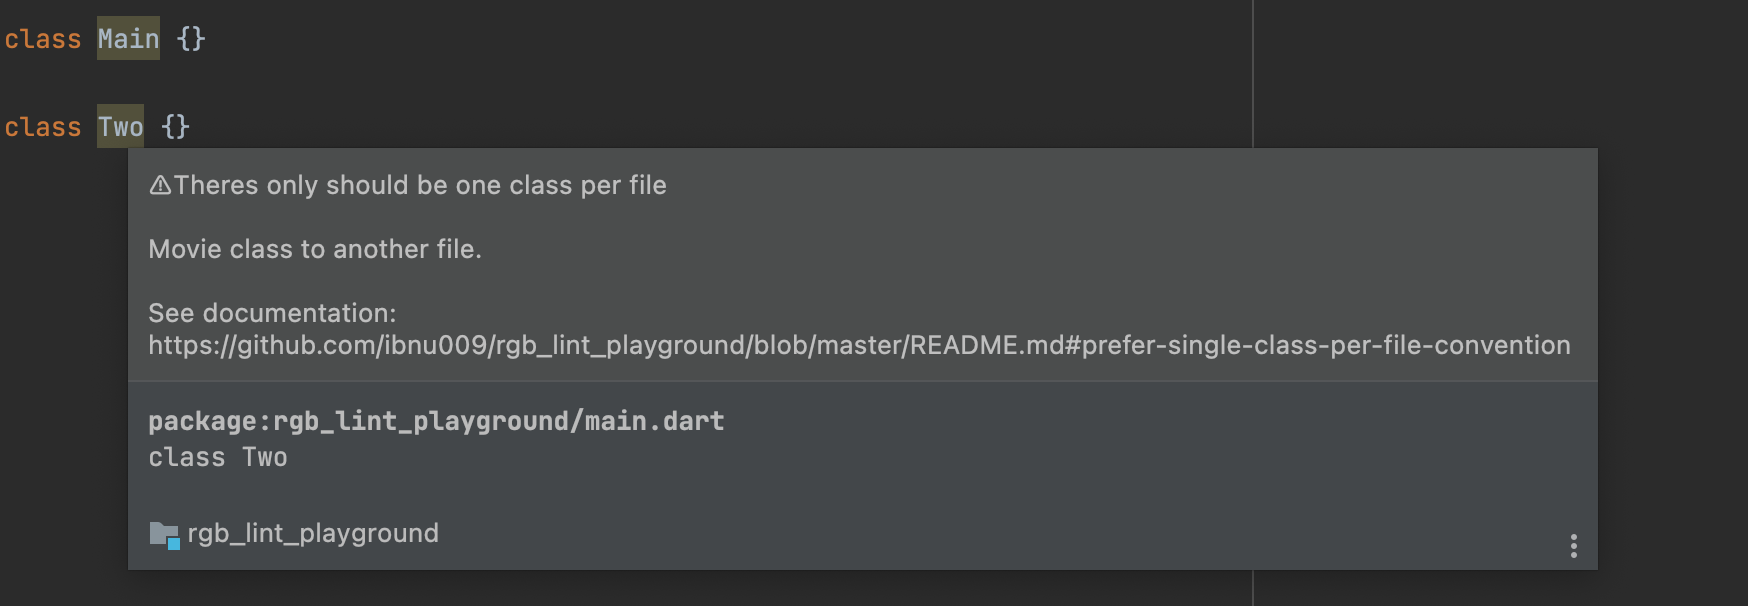 class Main {}
class Two {}
⚠Theres only should be one class per file
Movie class to another file.
See documentation:
https://github.com/ibnu009/rgb_lint_playground/blob/master/README.md#prefer-single-class-per-file-convention
package:rgb_lint_playground/main.dart
class Two
rgb_lint_playground